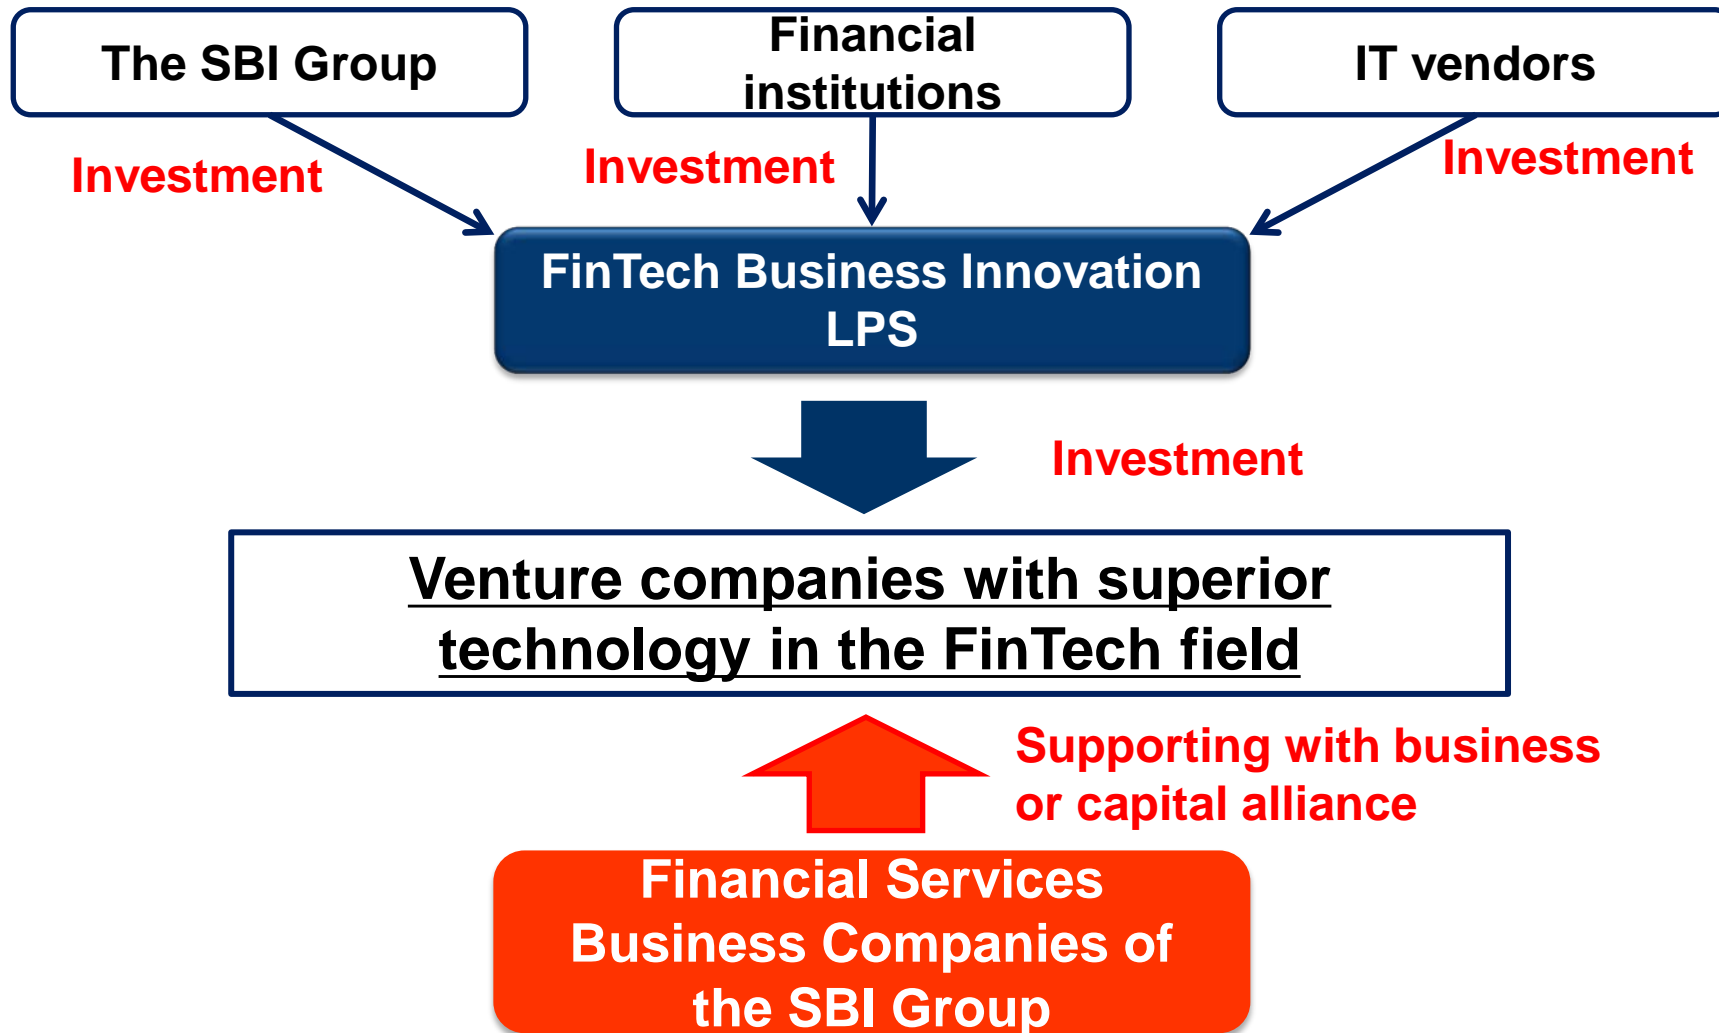 The SBI Group
Financial
institutions
IT vendors
Investment
Investment
Investment
FinTech Business Innovation
LPS
Investment
Venture companies with superior
technology in the FinTech field
Supporting with business
or capital alliance
Financial Services
Business Companies of
the SBI Group